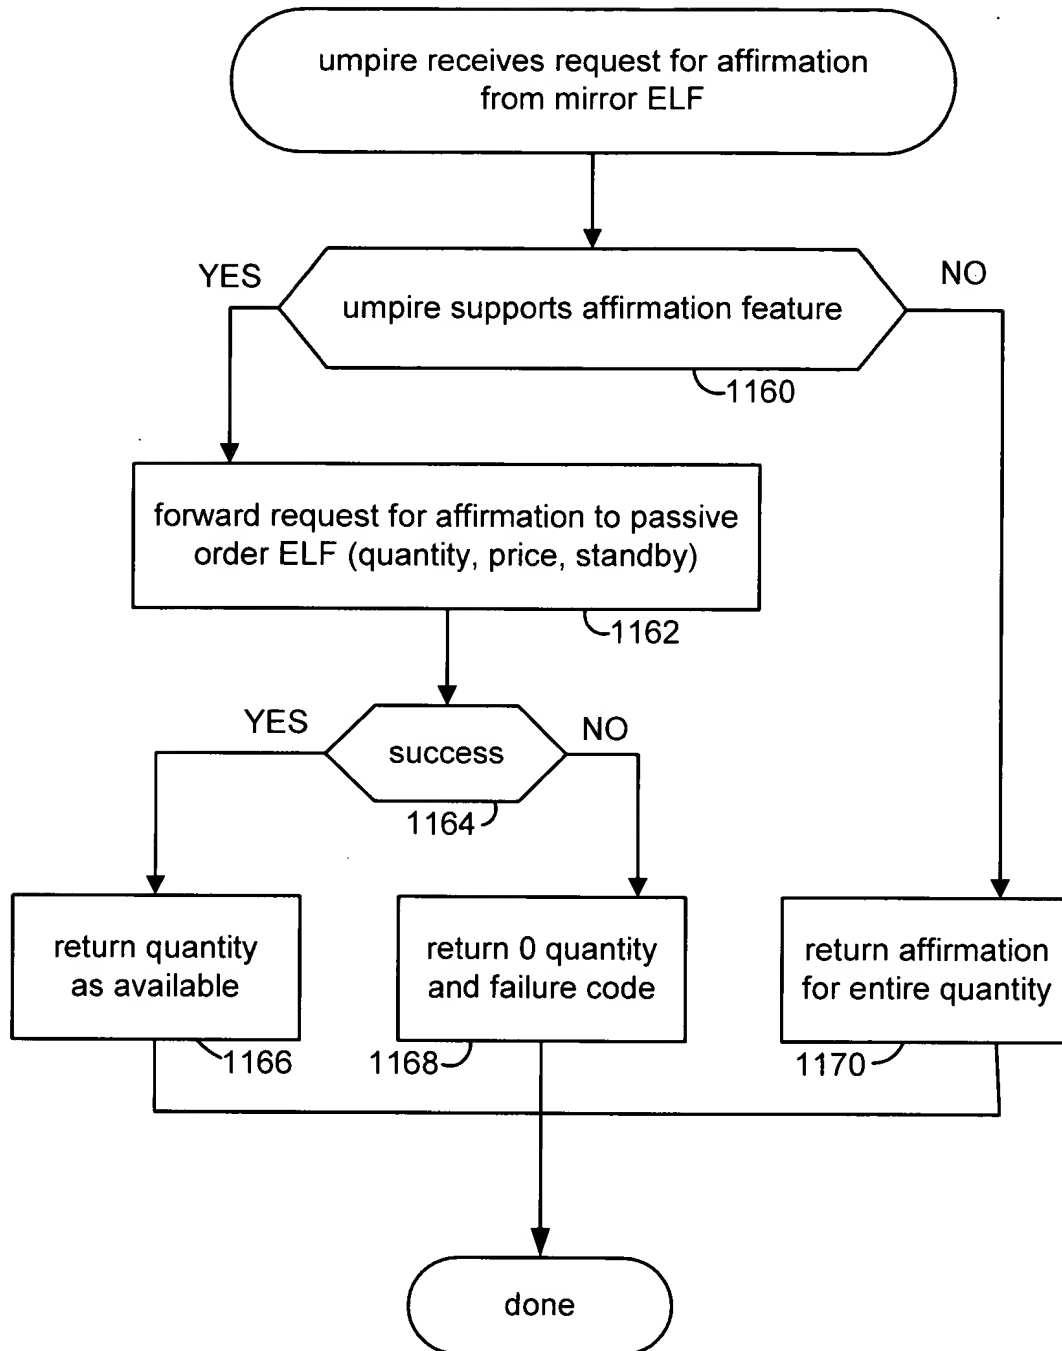 umpire receives request for affirmation
from mirror ELF
YES
NO
umpire supports affirmation feature
1160
forward request for affirmation to passive
order ELF (quantity, price, standby)
1162
YES
NO
success
1164
return quantity
as available
1166
return 0 quantity
and failure code
1168
return affirmation
for entire quantity
1170
done